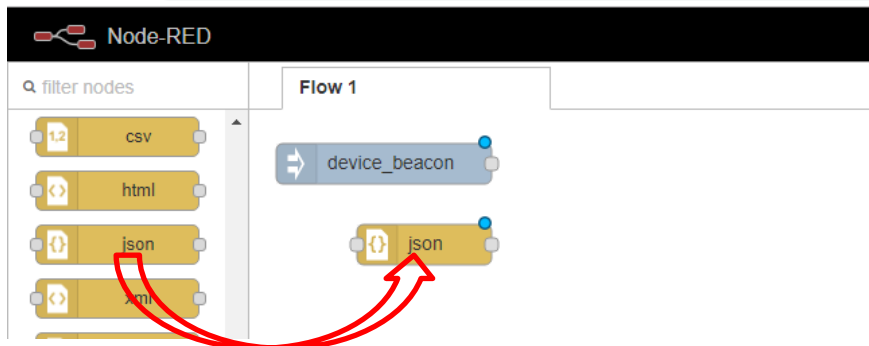 Node-RED
filter nodes
Flow 1
1,2 csv
device_beacon
html
{} json
{} json
xml